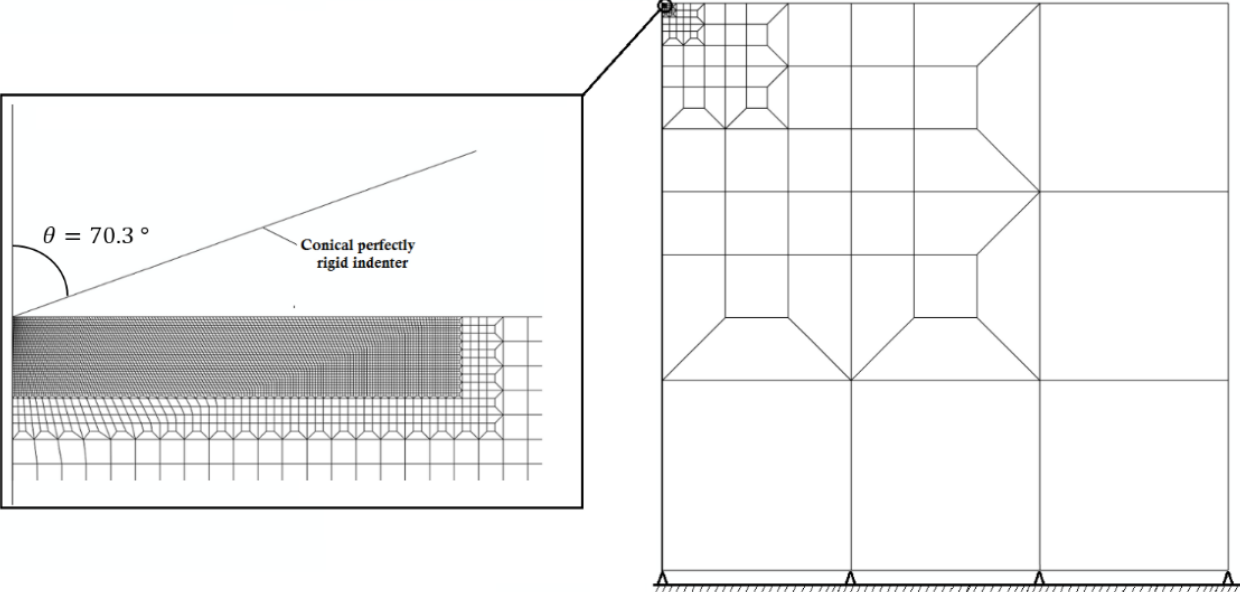 θ = 70.3 °
Conical perfectly
rigid indenter